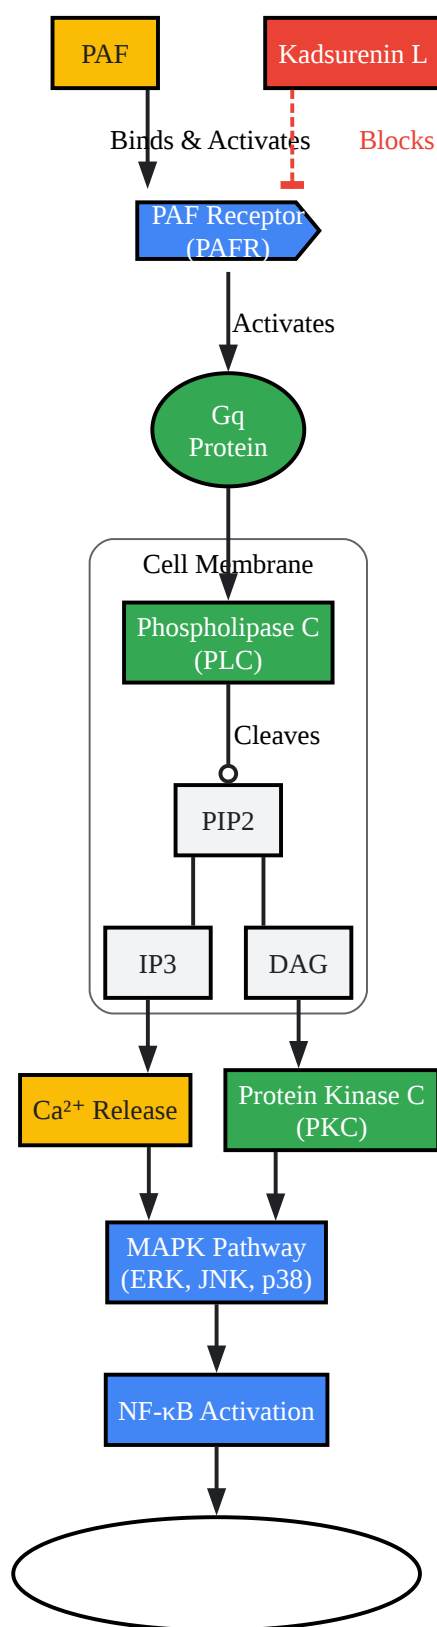 PAF
Kadsurenin L
Binds & Activates
Blocks
PAF Receptor
(PAFR)
Activates
Gq
Protein
Cell Membrane
Phospholipase C
(PLC)
Cleaves
PIP2
IP3
DAG
Ca²⁺ Release
Protein Kinase C
(PKC)
MAPK Pathway
(ERK, JNK, p38)
NF-κB Activation